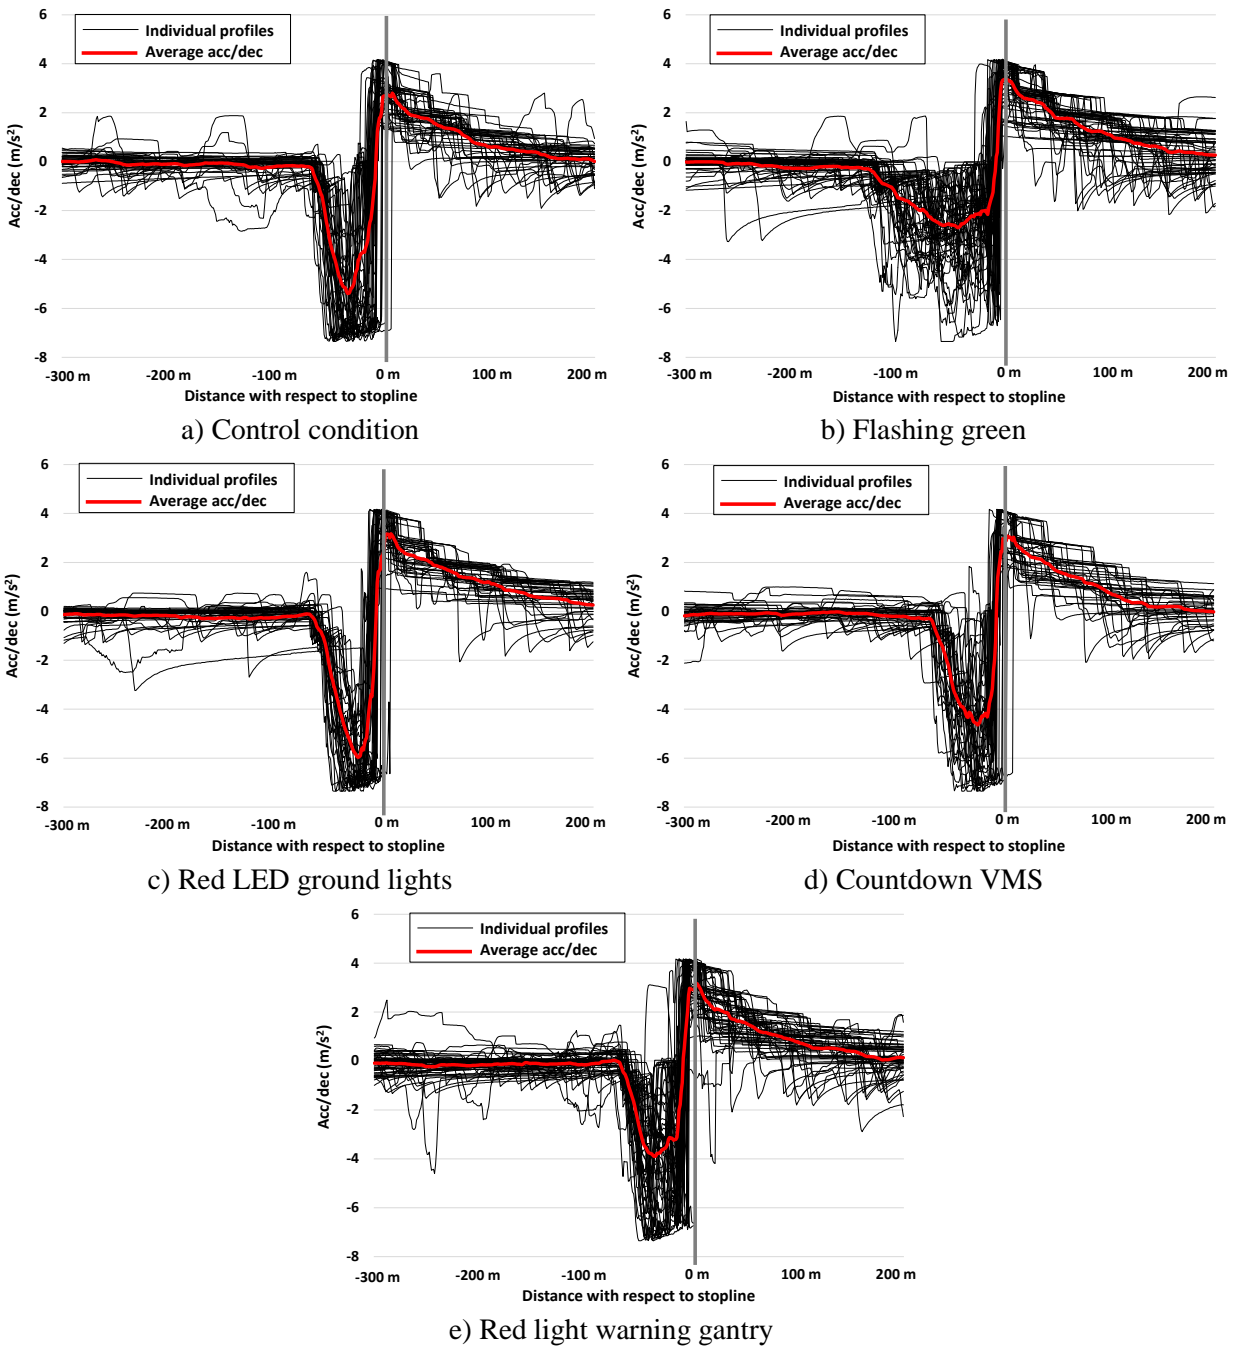 6
4
2
0
-2
-4
-6
-8
Acc/dec (m/s²)
Individual profiles
Average acc/dec
-300 m -200 m -100 m 0 m 100 m 200 m
Distance with respect to stopline
a) Control condition
6
4
2
0
-2
-4
-6
-8
Acc/dec (m/s²)
Individual profiles
Average acc/dec
-300 m -200 m -100 m 0 m 100 m 200 m
Distance with respect to stopline
b) Flashing green
6
4
2
0
-2
-4
-6
-8
Acc/dec (m/s²)
Individual profiles
Average acc/dec
-300 m -200 m -100 m 0 m 100 m 200 m
Distance with respect to stopline
c) Red LED ground lights
6
4
2
0
-2
-4
-6
-8
Acc/dec (m/s²)
Individual profiles
Average acc/dec
-300 m -200 m -100 m 0 m 100 m 200 m
Distance with respect to stopline
d) Countdown VMS
6
4
2
0
-2
-4
-6
-8
Acc/dec (m/s²)
Individual profiles
Average acc/dec
-300 m -200 m -100 m 0 m 100 m 200 m
Distance with respect to stopline
e) Red light warning gantry